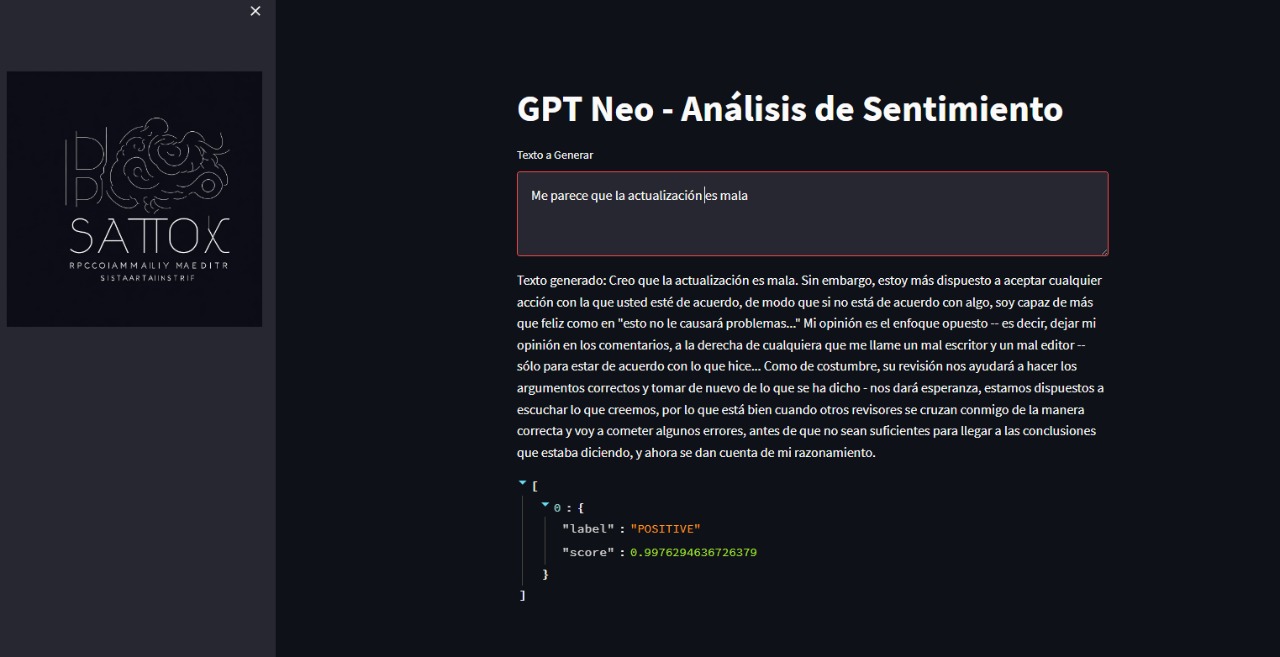 SATTOX
RPCCOIAMMAILIY MAEDITR
SISTAARTAIINSTRIF
GPT Neo - Análisis de Sentimiento
Texto a Generar
Me parece que la actualización es mala
Texto generado: Creo que la actualización es mala. Sin embargo, estoy más dispuesto a aceptar cualquier
acción con la que usted esté de acuerdo, de modo que si no está de acuerdo con algo, soy capaz de más
que feliz como en "esto no le causará problemas..." Mi opinión es el enfoque opuesto -- es decir, dejar mi
opinión en los comentarios, a la derecha de cualquiera que me llame un mal escritor y un mal editor --
sólo para estar de acuerdo con lo que hice... Como de costumbre, su revisión nos ayudará a hacer los
argumentos correctos y tomar de nuevo de lo que se ha dicho - nos dará esperanza, estamos dispuestos a
escuchar lo que creemos, por lo que está bien cuando otros revisores se cruzan conmigo de la manera
correcta y voy a cometer algunos errores, antes de que no sean suficientes para llegar a las conclusiones
que estaba diciendo, y ahora se dan cuenta de mi razonamiento.
[
0 : {
"label" : "POSITIVE"
"score" : 0.9976294636726379
}
]